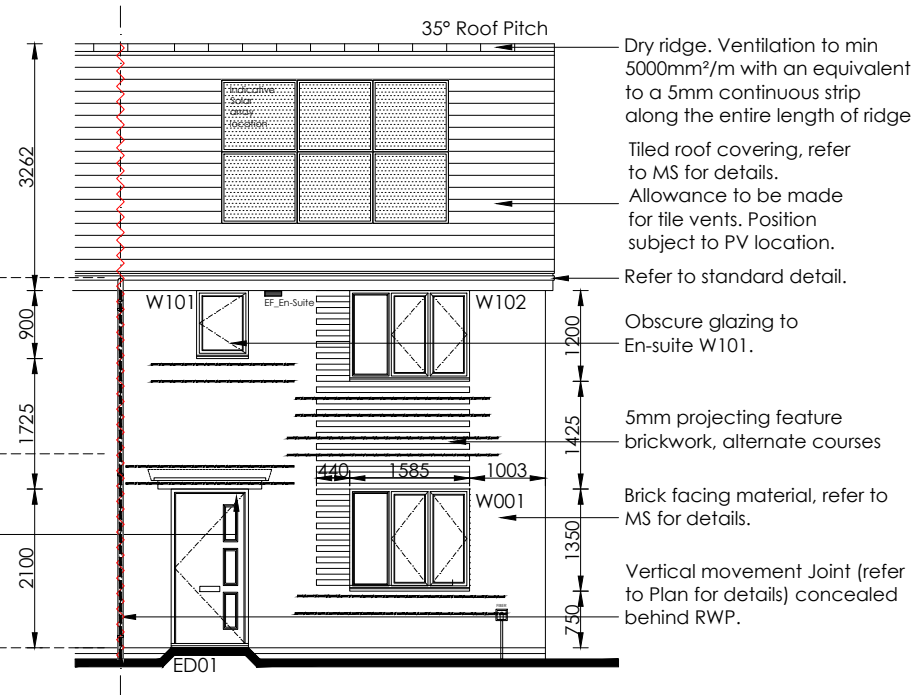 35° Roof Pitch
Dry ridge. Ventilation to min
5000mm²/m with an equivalent
to a 5mm continuous strip
along the entire length of ridge
Indicative
Solar
array
location
3262
Tiled roof covering, refer
to MS for details.
Allowance to be made
for tile vents. Position
subject to PV location.
Refer to standard detail.
W101
EF_En-Suite
W102
900
1200
Obscure glazing to
En-suite W101.
1725
1425
5mm projecting feature
brickwork, alternate courses
440
1585
1003
W001
Brick facing material, refer to
MS for details.
2100
1350
Vertical movement Joint (refer
to Plan for details) concealed
behind RWP.
750
ED01